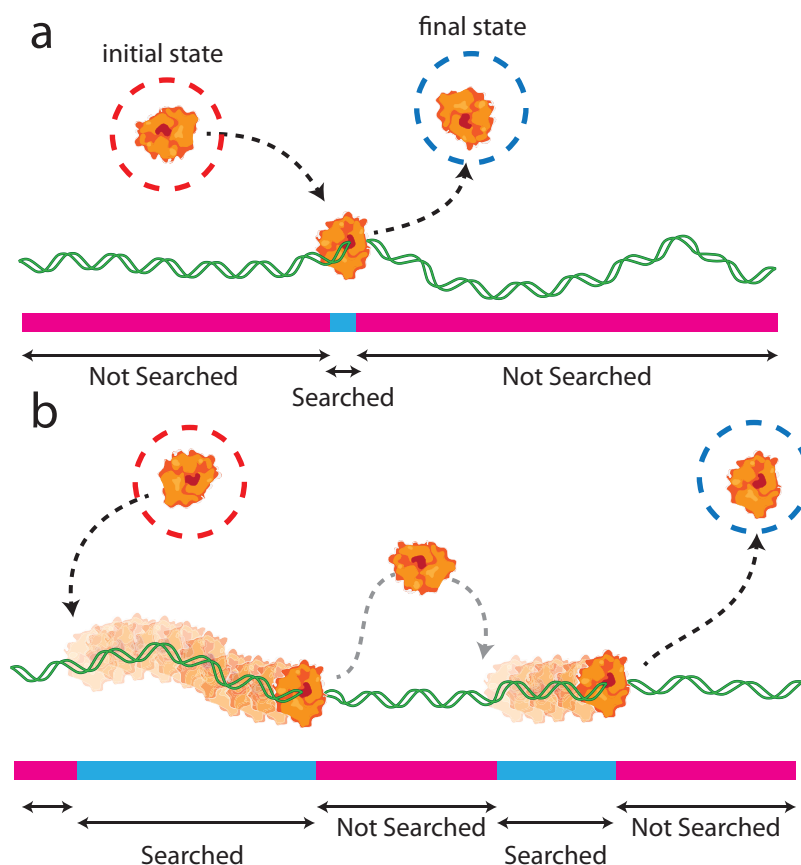 a
initial state
final state
Not Searched
Not Searched
Searched
b
Not Searched
Not Searched
Searched
Searched